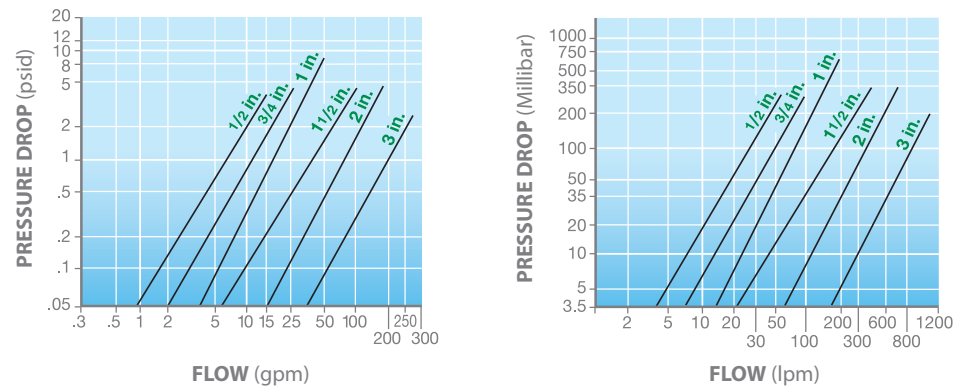 PRESSURE DROP (psid)
20
12
10
8
5
2
1
.5
.2
.1
.05
1/2 in.
3/4 in.
1 in.
1 1/2 in.
2 in.
3 in.
.3 .5 1 2 5 10 15 25 50 100 250
200 300
FLOW (gpm)
PRESSURE DROP (Millibar)
1000
750
500
350
200
100
50
35
20
10
5
3.5
1/2 in.
3/4 in.
1 in.
1 1/2 in.
2 in.
3 in.
2 5 10 20 50 200 600 1200
30 100 300 800
FLOW (lpm)